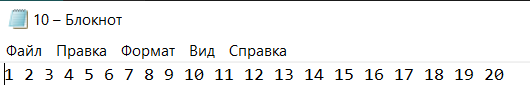 10 – Блокнот
Файл Правка Формат Вид Справка
1 2 3 4 5 6 7 8 9 10 11 12 13 14 15 16 17 18 19 20